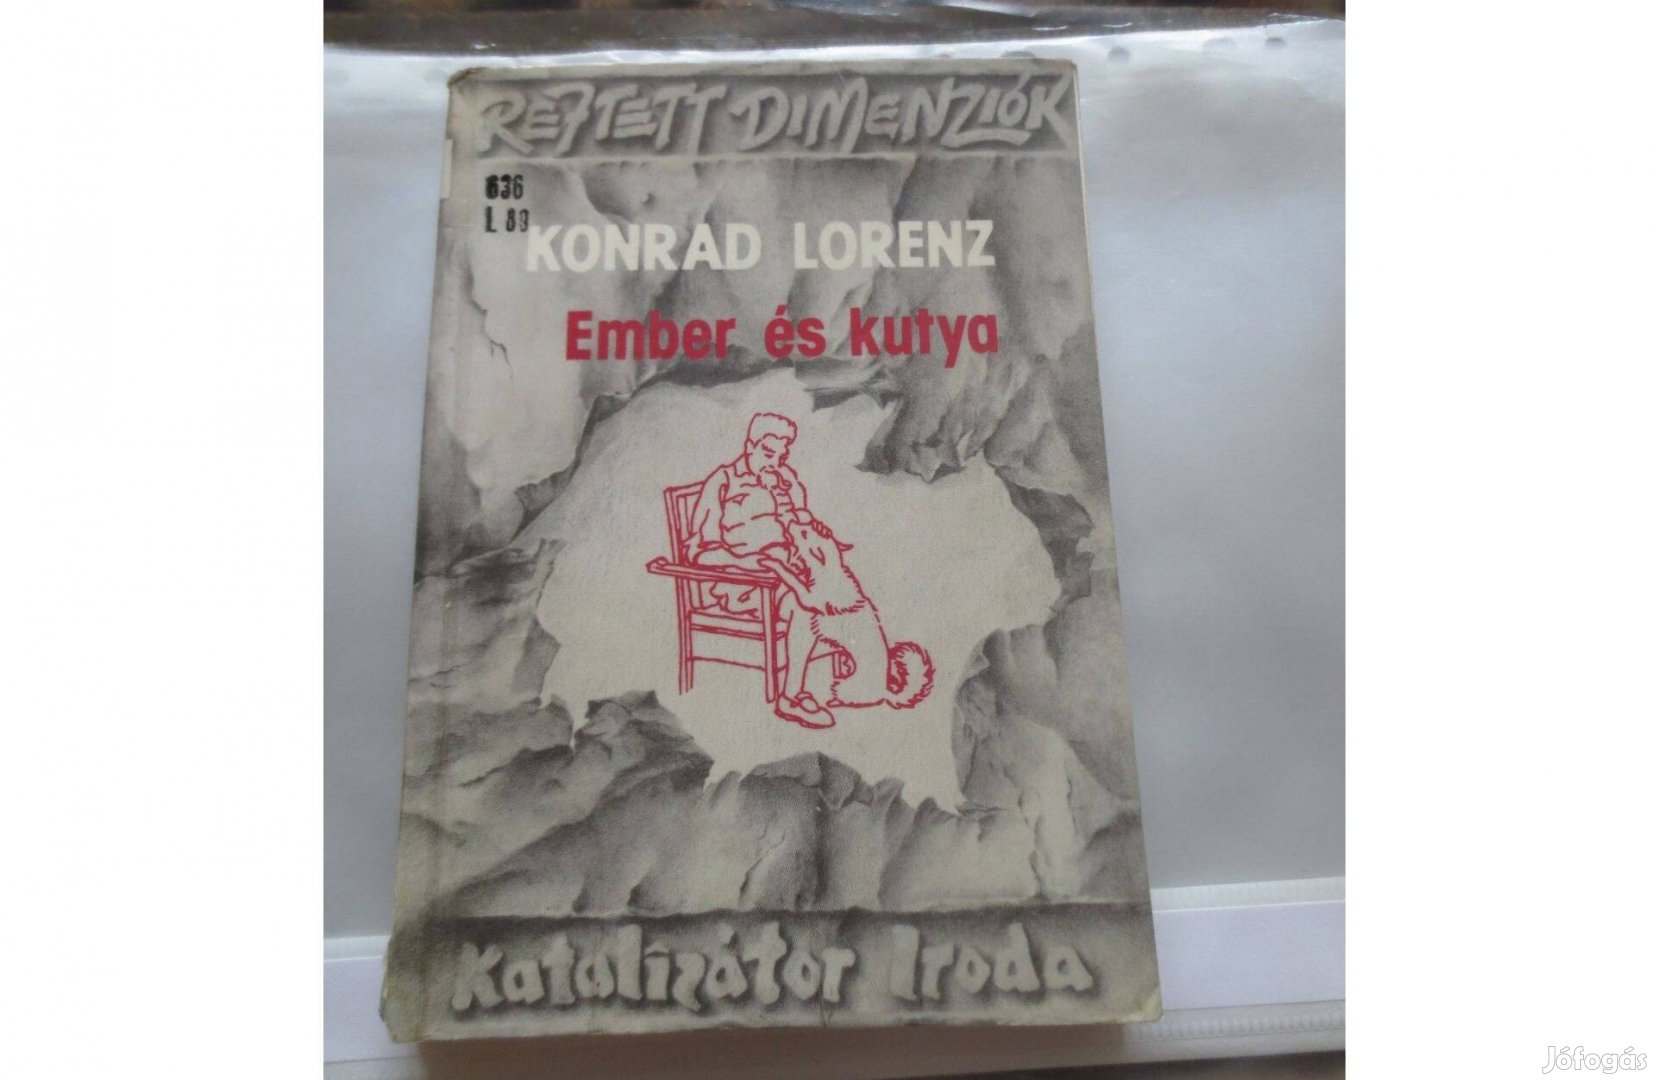 REJTETT DIMENZIÓK
636
L 89
KONRAD LORENZ
Ember és kutya
Katalizátor Iroda
Jófogás